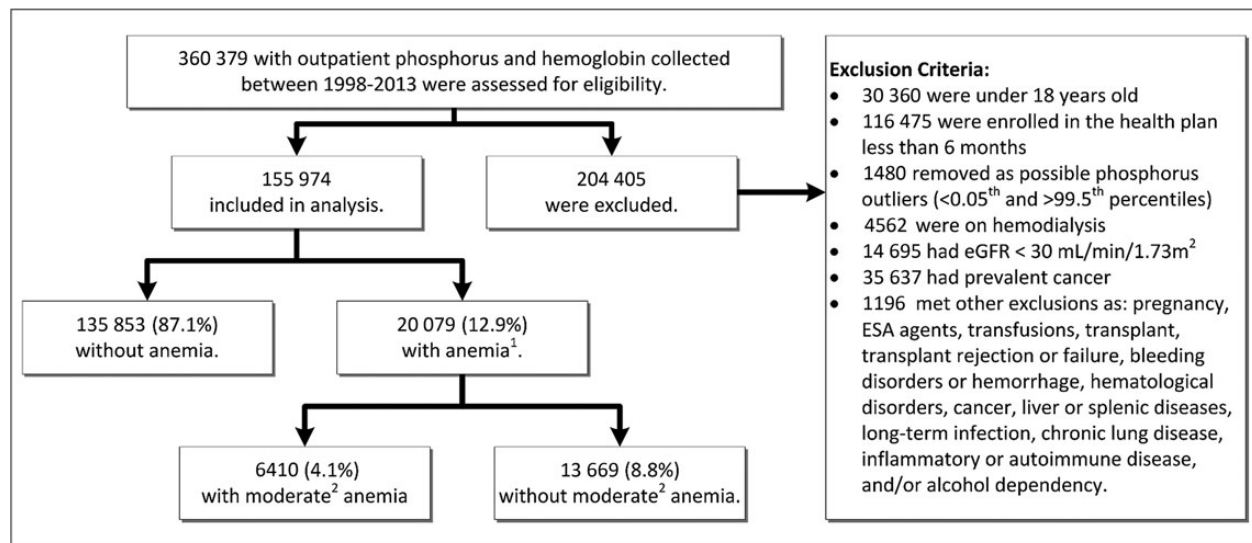 360 379 with outpatient phosphorus and hemoglobin collected
between 1998-2013 were assessed for eligibility.
155 974
included in analysis.
204 405
were excluded.
135 853 (87.1%)
without anemia.
20 079 (12.9%)
with anemia¹.
6410 (4.1%)
with moderate² anemia
13 669 (8.8%)
without moderate² anemia.
Exclusion Criteria:
• 30 360 were under 18 years old
• 116 475 were enrolled in the health plan
less than 6 months
• 1480 removed as possible phosphorus
outliers (<0.05th and >99.5th percentiles)
• 4562 were on hemodialysis
• 14 695 had eGFR < 30 mL/min/1.73m²
• 35 637 had prevalent cancer
• 1196 met other exclusions as: pregnancy,
ESA agents, transfusions, transplant,
transplant rejection or failure, bleeding
disorders or hemorrhage, hematological
disorders, cancer, liver or splenic diseases,
long-term infection, chronic lung disease,
inflammatory or autoimmune disease,
and/or alcohol dependency.